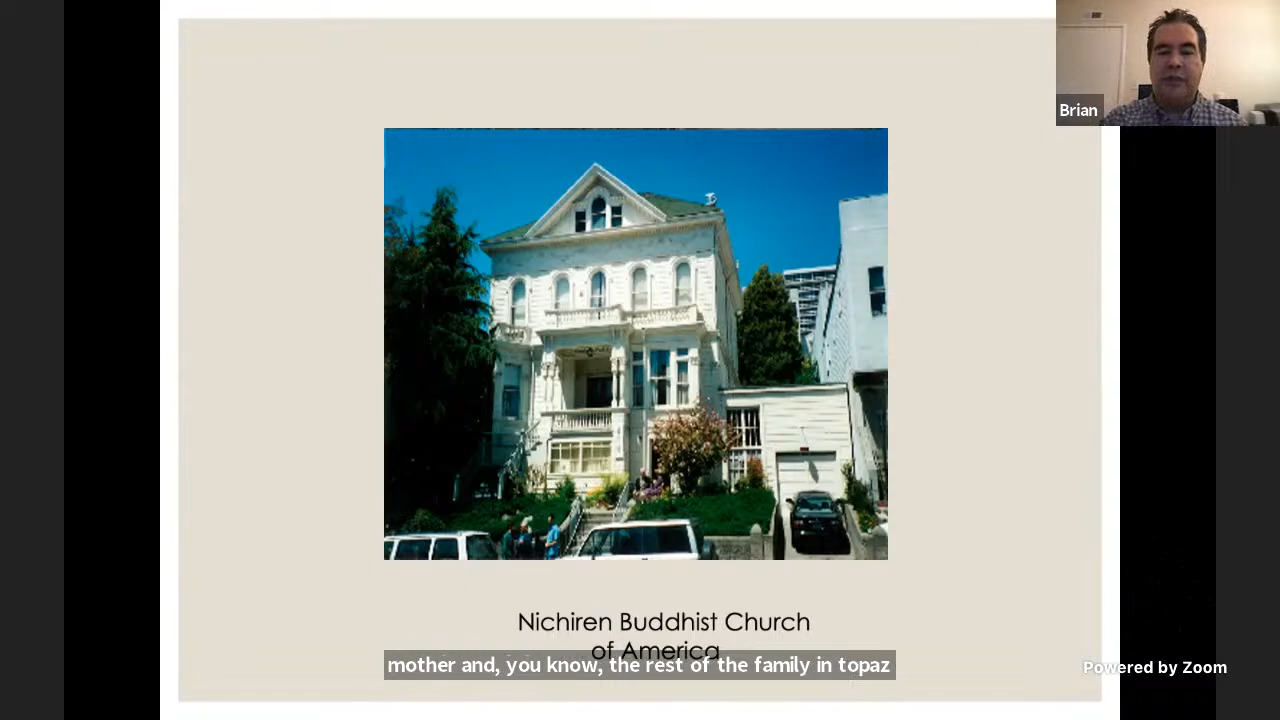 Brian
Nichiren Buddhist Church
of America
mother and, you know, the rest of the family in topaz
Powered by Zoom